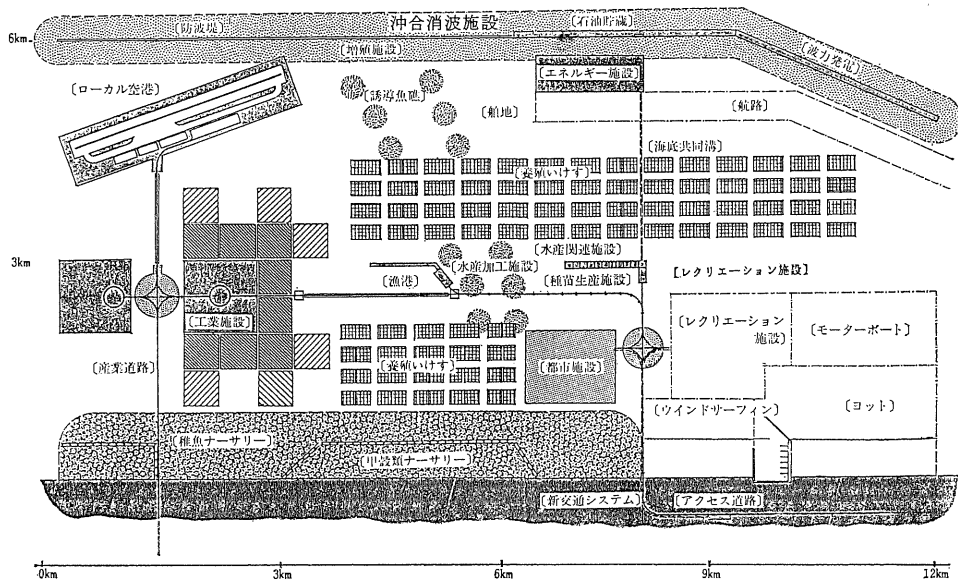 沖合消波施設
〔防波堤〕
〔石油貯蔵〕
6km
〔増殖施設〕
〔波力発電〕
〔エネルギー施設〕
〔ローカル空港〕
〔誘導魚礁〕
〔船地〕
〔航路〕
〔海底共同溝〕
〔養殖いけす〕
〔水産関連施設〕
3km
〔水産加工施設〕
〔レクリエーション施設〕
〔漁港〕
〔種苗生産施設〕
〔工業施設〕
〔レクリエーション
施設〕
〔モーターボート〕
〔産業道路〕
〔養殖いけす〕
〔都市施設〕
〔ウインドサーフィン〕
〔ヨット〕
〔稚魚ナーサリー〕
〔甲殻類ナーサリー〕
〔新交通システム〕
〔アクセス道路〕
0km
3km
6km
9km
12km